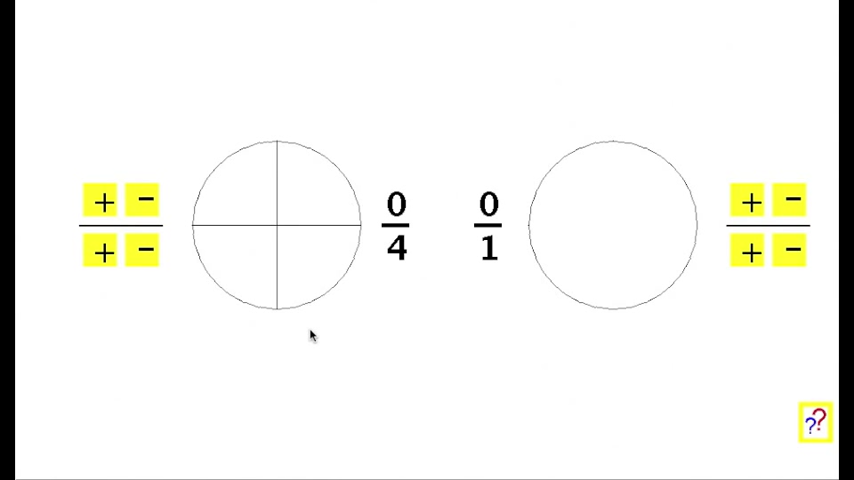 + - 0 0 + -
+ - 4 1 + -
??